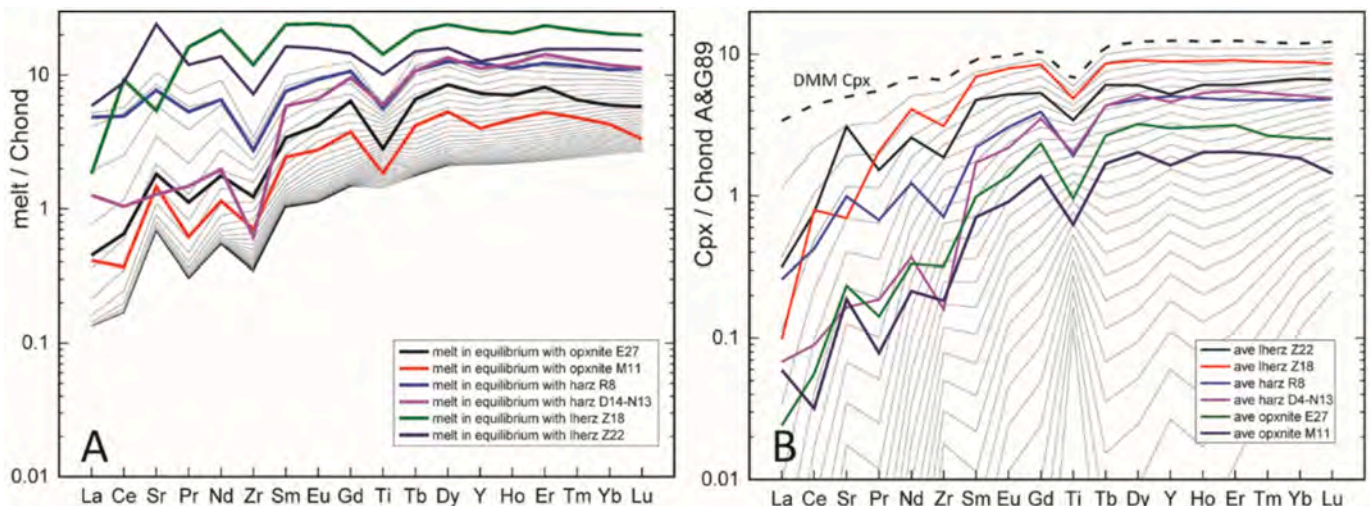 melt / Chond
10
1
0.1
0.01
A
melt in equilibrium with opxnite E27
melt in equilibrium with opxnite M11
melt in equilibrium with harz R8
melt in equilibrium with harz D14-N13
melt in equilibrium with lherz Z18
melt in equilibrium with lherz Z22
La Ce Sr Pr Nd Zr Sm Eu Gd Ti Tb Dy Y Ho Er Tm Yb Lu
Cpx / Chond A&G89
10
1
0.1
0.01
DMM Cpx
B
ave lherz Z22
ave lherz Z18
ave harz R8
ave harz D4-N13
ave opxnite E27
ave opxnite M11
La Ce Sr Pr Nd Zr Sm Eu Gd Ti Tb Dy Y Ho Er Tm Yb Lu